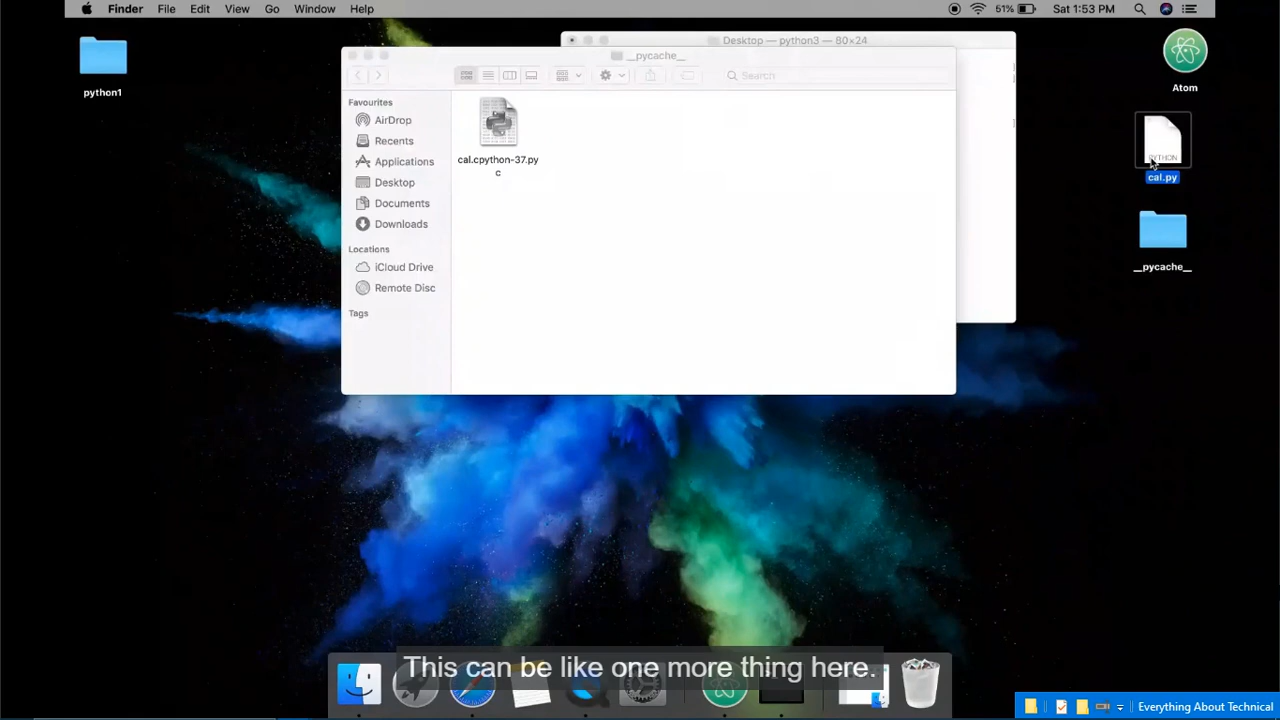 Finder File Edit View Go Window Help 51% Sat 1:53 PM
Desktop — python3 — 80×24
__pycache__
Search
Favourites
AirDrop
Recents
Applications
Desktop
Documents
Downloads
Locations
iCloud Drive
Remote Disc
Tags
cal.cpython-37.py
c
python1
Atom
PYTHON
cal.py
__pycache__
This can be like one more thing here.
Everything About Technical